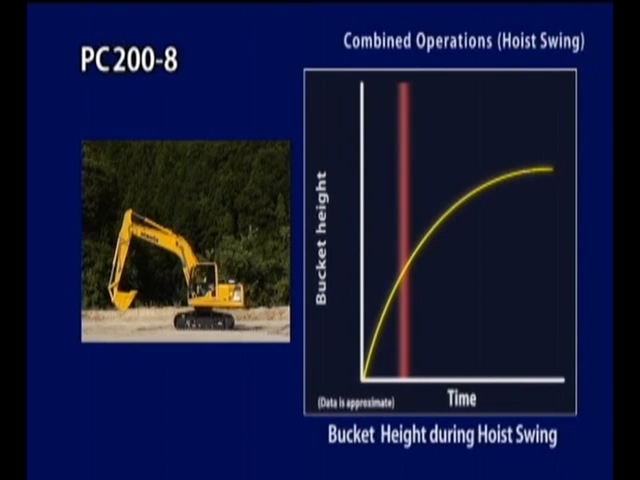 PC200-8
Combined Operations (Hoist Swing)
Bucket height
(Data is approximate)
Time
Bucket Height during Hoist Swing